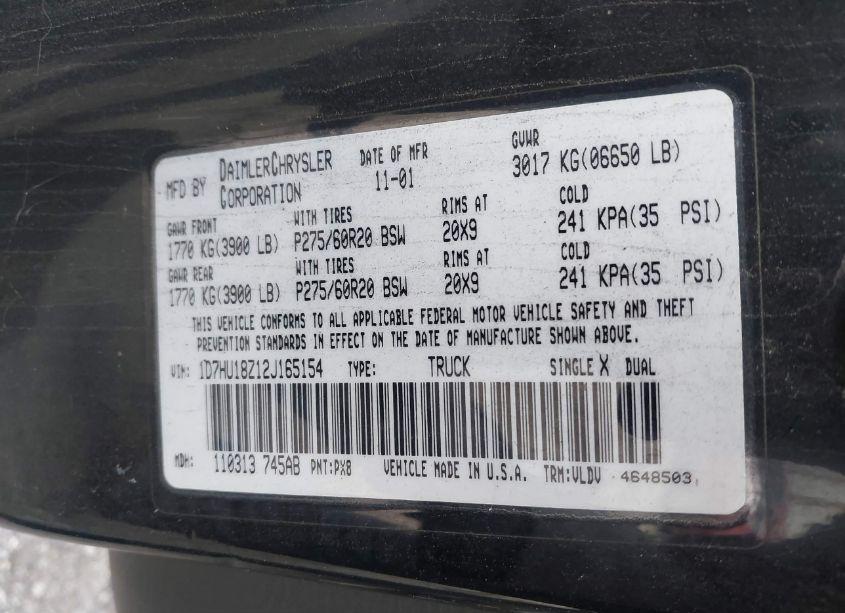 MFD BY DAIMLERCHRYSLER CORPORATION DATE OF MFR 11-01 GVWR 3017 KG(06650 LB)
GAWR FRONT WITH TIRES RIMS AT COLD
1770 KG(3900 LB) P275/60R20 BSW 20X9 241 KPA(35 PSI)
GAWR REAR WITH TIRES RIMS AT COLD
1770 KG(3900 LB) P275/60R20 BSW 20X9 241 KPA(35 PSI)
THIS VEHICLE CONFORMS TO ALL APPLICABLE FEDERAL MOTOR VEHICLE SAFETY AND THEFT
PREVENTION STANDARDS IN EFFECT ON THE DATE OF MANUFACTURE SHOWN ABOVE.
VIN: 1D7HU18Z12J165154 TYPE: TRUCK SINGLE X DUAL
MDH: 110313 745AB PNT:PX8 VEHICLE MADE IN U.S.A. TRM:VLDV 4648503